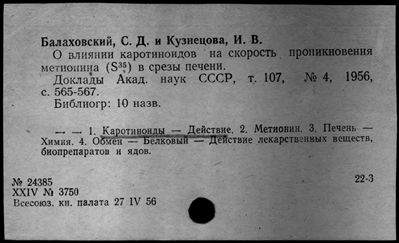 Балаховский, С. Д. и Кузнецова, И. В.
О влиянии каротиноидов на скорость проникновения
метионина (S³⁵) в срезы печени.
Доклады Акад. наук СССР, т. 107, № 4, 1956,
с. 565-567.
Библиогр: 10 назв.
— — 1. Каротиноиды — Действие. 2. Метионин. 3. Печень —
Химия. 4. Обмен — Белковый — Действие лекарственных веществ,
биопрепаратов и ядов.
№ 24385
22-3
XXIV № 3750
Всесоюз. кн. палата 27 IV 56